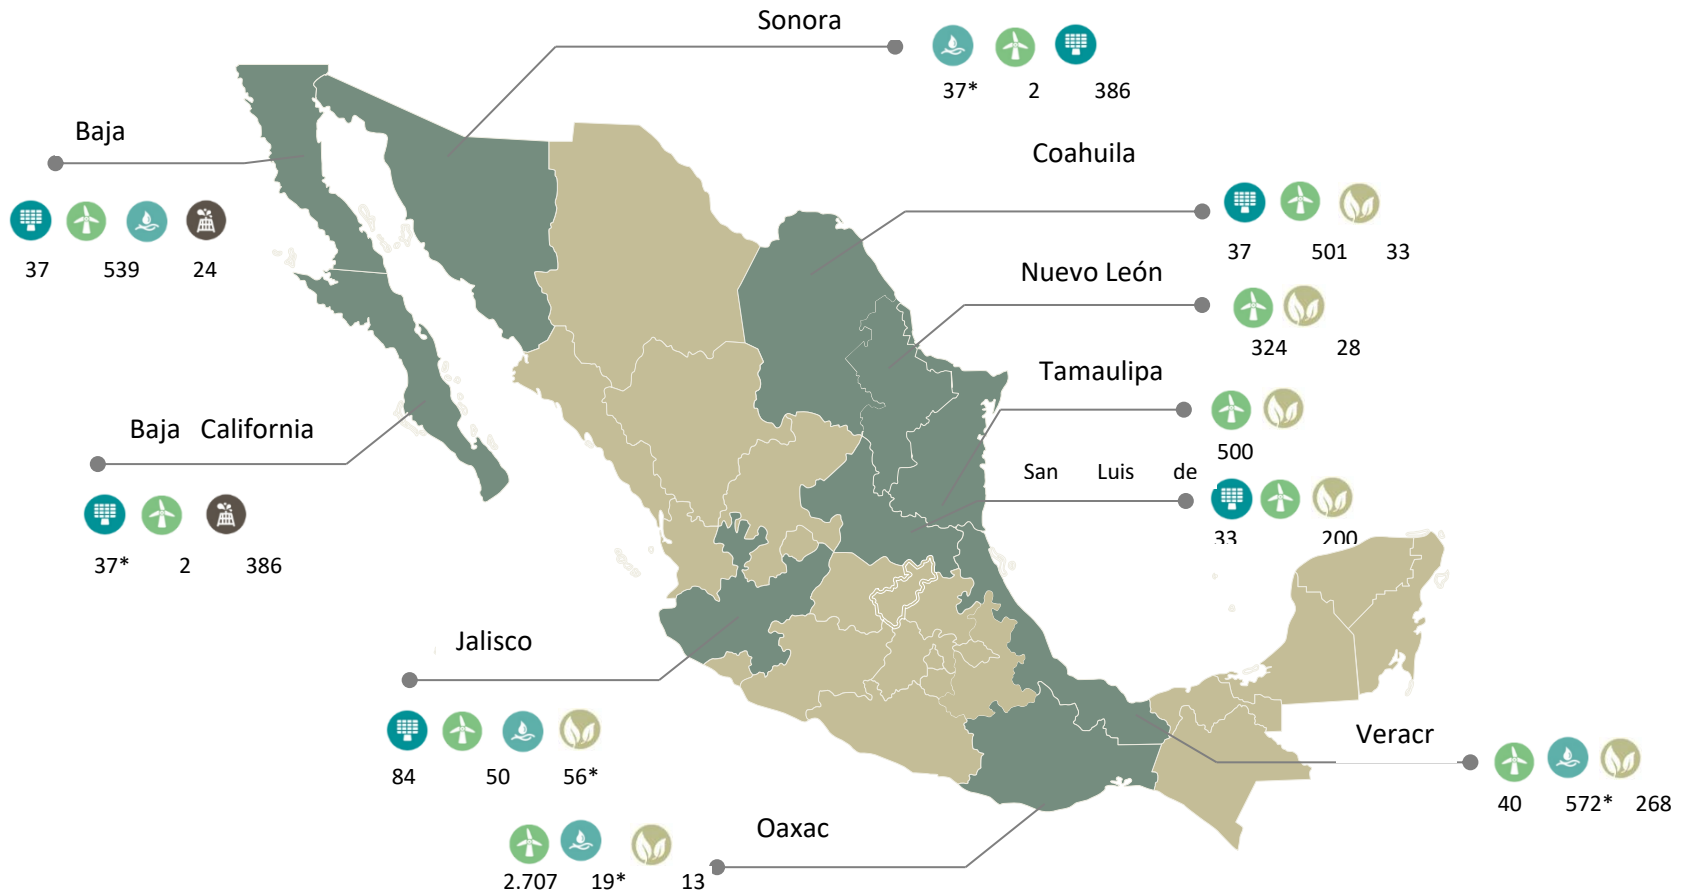 Sonora
37* 2 386
Baja
37 539 24
Coahuila
37 501 33
Nuevo León
324 28
Tamaulipa
500
San Luis de
33 200
Baja California
37* 2 386
Jalisco
84 50 56*
Veracr
40 572* 268
Oaxac
2.707 19* 13